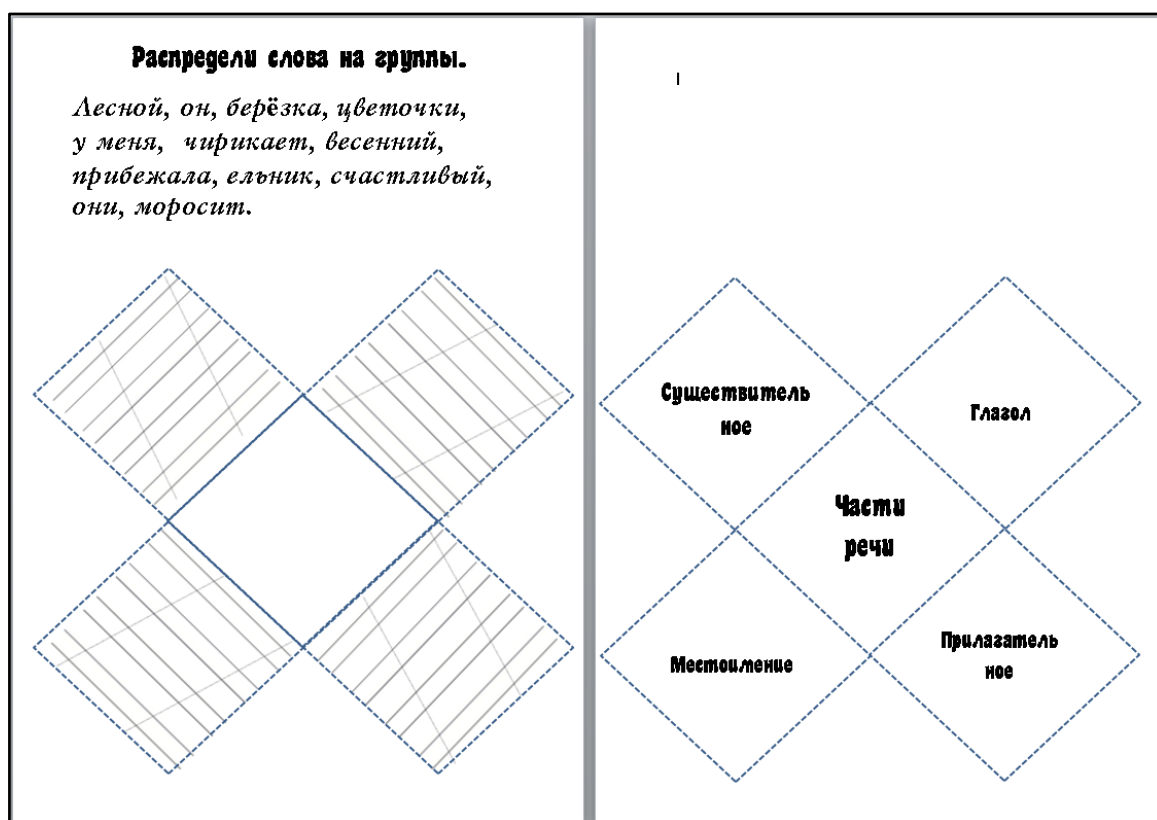 Распредели слова на группы.
Лесной, он, берёзка, цветочки,
у меня, чирикает, весенний,
прибежала, ельник, счастливый,
они, моросит.
Существитель
ное
Глагол
Части
речи
Местоимение
Прилагатель
ное